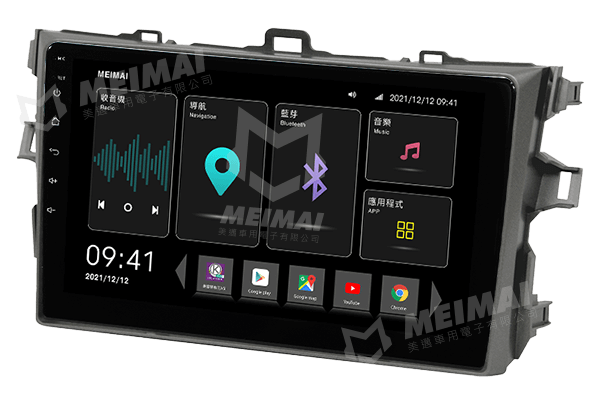 MIC
RST
MEIMAI
2021/12/12 09:41
收音機
Radio
導航
Navigation
藍芽
Bluetooth
音樂
Music
應用程式
APP
09:41
2021/12/12
Google play
Google map
YouTube
Chrome
MEIMAI
美邁車用電子有限公司
MEIMAI
美邁車用電子有限公司
MEIMAI
美邁車用電子有限公司